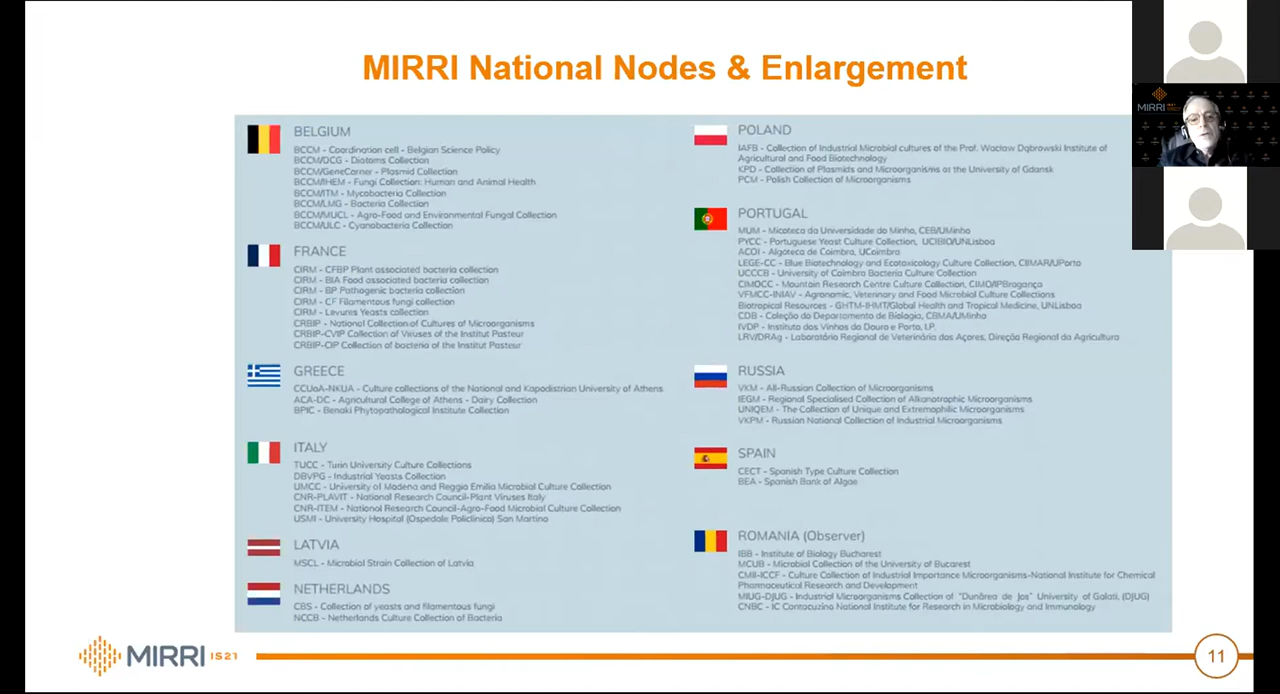 MIRRI National Nodes & Enlargement
BELGIUM
BCCM - Coordination cell - Belgian Science Policy
BCCM/DCG - Diatoms Collection
BCCM/GeneCorner - Plasmid Collection
BCCM/IHEM - Fungi Collection: Human and Animal Health
BCCM/ITM - Mycobacteria Collection
BCCM/LMG - Bacteria Collection
BCCM/MUCL - Agro-Food and Environmental Fungal Collection
BCCM/ULC - Cyanobacteria Collection
FRANCE
CIRM - CFBP Plant associated bacteria collection
CIRM - BIA Food associated bacteria collection
CIRM - BP Pathogenic bacteria collection
CIRM - CF Filamentous fungi collection
CIRM - Levures Yeasts collection
CRBIP - National Collection of Cultures of Microorganisms
CRBIP-CVIP Collection of Viruses of the Institut Pasteur
CRBIP-CIP Collection of bacteria of the Institut Pasteur
GREECE
CCUoA-NKUA - Culture collections of the National and Kapodistrian University of Athens
ACA-DC - Agricultural College of Athens - Dairy Collection
BPIC - Benaki Phytopathological Institute Collection
ITALY
TUCC - Turin University Culture Collections
DBVPG - Industrial Yeasts Collection
UMCC - University of Modena and Reggio Emilia Microbial Culture Collection
CNR-PLAVIT - National Research Council-Plant Viruses Italy
CNR-ITEM - National Research Council-Agro-Food Microbial Culture Collection
USMI - University Hospital (Ospedale Policlinico) San Martino
LATVIA
MSCL - Microbial Strain Collection of Latvia
NETHERLANDS
CBS - Collection of yeasts and filamentous fungi
NCCB - Netherlands Culture Collection of Bacteria
POLAND
IAFB - Collection of Industrial Microbial cultures of the Prof. Wacław Dąbrowski Institute of
Agricultural and Food Biotechnology
KPD - Collection of Plasmids and Microorganisms at the University of Gdansk
PCM - Polish Collection of Microorganisms
PORTUGAL
MUM - Micoteca da Universidade do Minho, CEB/UMinho
PYCC - Portuguese Yeast Culture Collection, UCIBIO/UNLisboa
ACOI - Algoteca de Coimbra, UCoimbra
LEGE-CC - Blue Biotechnology and Ecotoxicology Culture Collection, CIIMAR/UPorto
UCCCB - University of Coimbra Bacteria Culture Collection
CIMOCC - Mountain Research Centre Culture Collection, CIMO/IPBragança
VFMCC-INIAV - Agronomic, Veterinary and Food Microbial Culture Collections
Biotropical Resources - GHTM-IHMT/Global Health and Tropical Medicine, UNLisboa
CDB - Coleção do Departamento de Biologia, CBMA/UMinho
IVDP - Instituto dos Vinhos do Douro e Porto, I.P.
LRV/DRAg - Laboratório Regional de Veterinária dos Açores, Direção Regional da Agricultura
RUSSIA
VKM - All-Russian Collection of Microorganisms
IEGM - Regional Specialised Collection of Alkanotrophic Microorganisms
UNIQEM - The Collection of Unique and Extremophilic Microorganisms
VKPM - Russian National Collection of Industrial Microorganisms
SPAIN
CECT - Spanish Type Culture Collection
BEA - Spanish Bank of Algae
ROMANIA (Observer)
IBB - Institute of Biology Bucharest
MCUB - Microbial Collection of the University of Bucarest
CMII-ICCF - Culture Collection of Industrial Importance Microorganisms-National Institute for Chemical
Pharmaceutical Research and Development
MIUG-DJUG - Industrial Microorganisms Collection of "Dunărea de Jos" University of Galati, (DJUG)
CNBC - IC Cantacuzino National Institute for Research in Microbiology and Immunology
MIRRI IS21
11
MIRRI